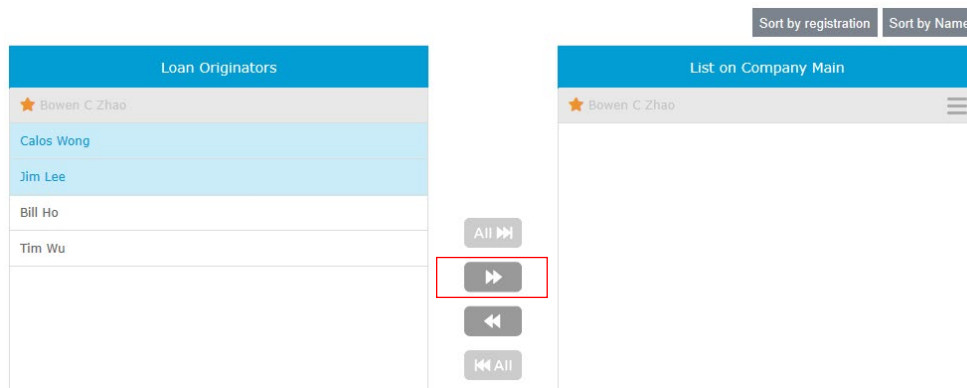 Sort by registration
Sort by Name
Loan Originators
List on Company Main
Bowen C Zhao
Bowen C Zhao
Calos Wong
Jim Lee
Bill Ho
Tim Wu
All
All